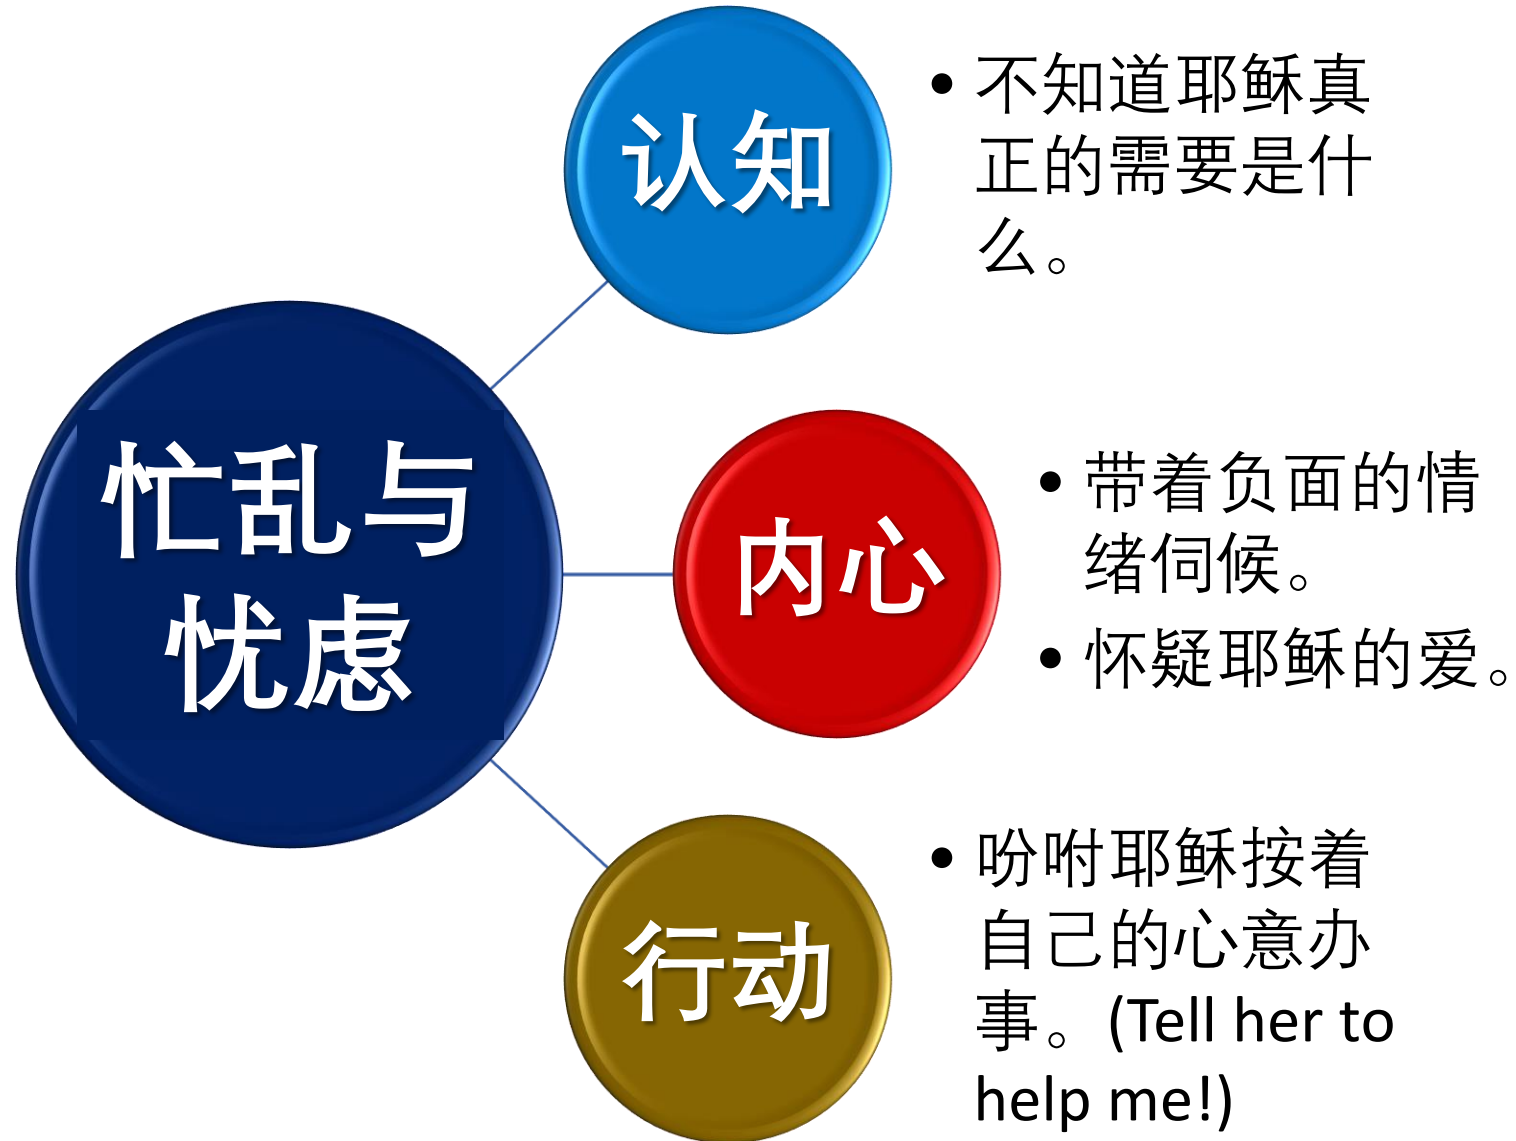 忙乱与
忧虑
认知
• 不知道耶稣真
正的需要是什
么。
内心
• 带着负面的情
绪伺候。
• 怀疑耶稣的爱。
行动
• 吩咐耶稣按着
自己的心意办
事。(Tell her to
help me!)